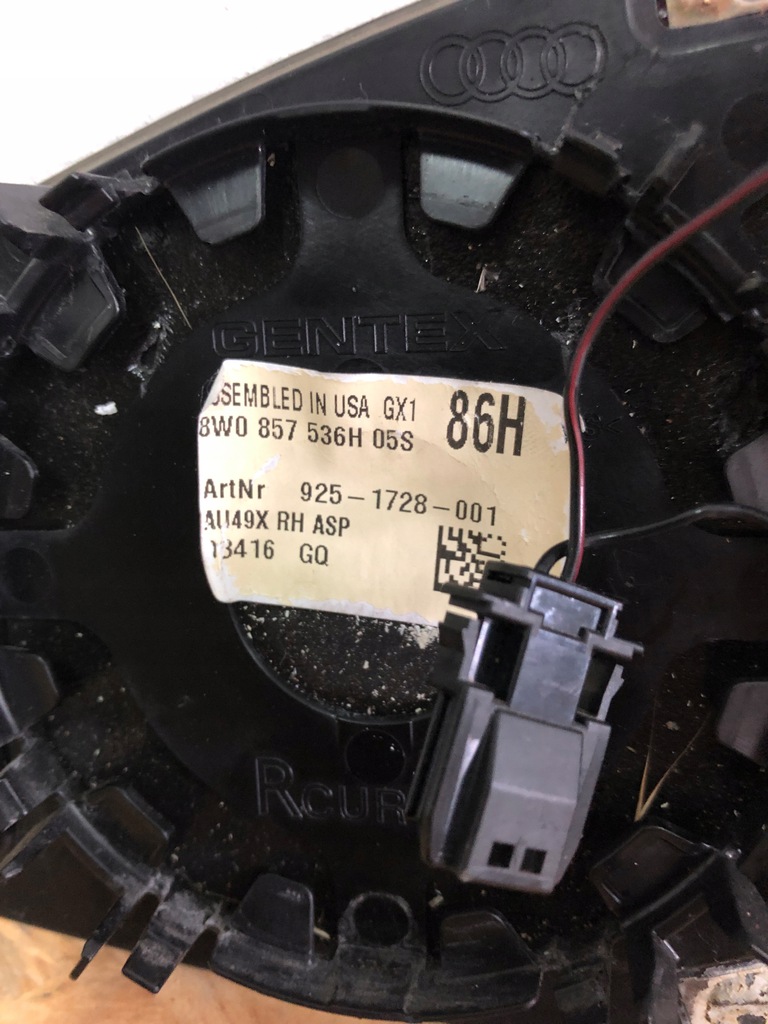 GENTEX
SSEMBLED IN USA GX1
86H
8W0 857 536H 05S
ArtNr 925-1728-001
AU49X RH ASP
18416 GQ
RCUR